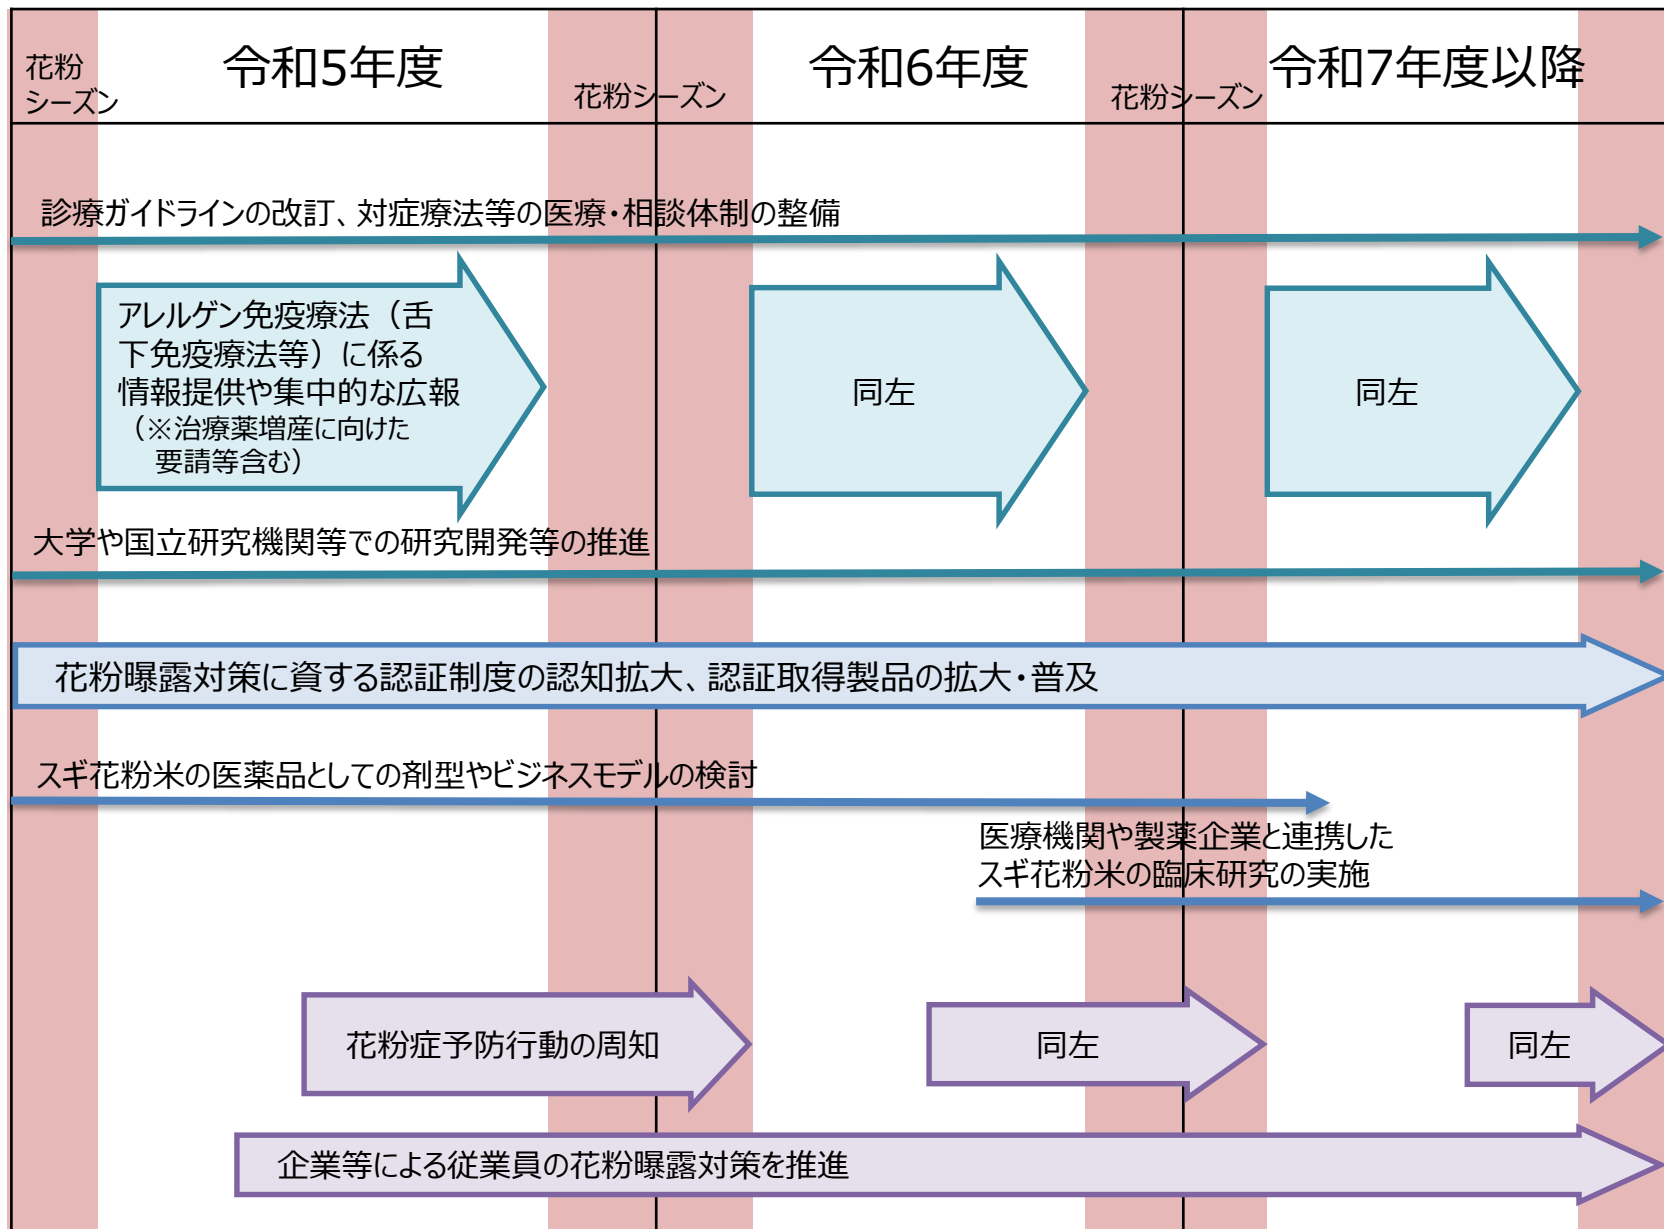 花粉
シーズン
令和5年度
花粉シーズン
令和6年度
花粉シーズン
令和7年度以降
診療ガイドラインの改訂、対症療法等の医療・相談体制の整備
アレルゲン免疫療法（舌
下免疫療法等）に係る
情報提供や集中的な広報
（※治療薬増産に向けた
要請等含む）
同左
同左
大学や国立研究機関等での研究開発等の推進
花粉曝露対策に資する認証制度の認知拡大、認証取得製品の拡大・普及
スギ花粉米の医薬品としての剤型やビジネスモデルの検討
医療機関や製薬企業と連携した
スギ花粉米の臨床研究の実施
花粉症予防行動の周知
同左
同左
企業等による従業員の花粉曝露対策を推進